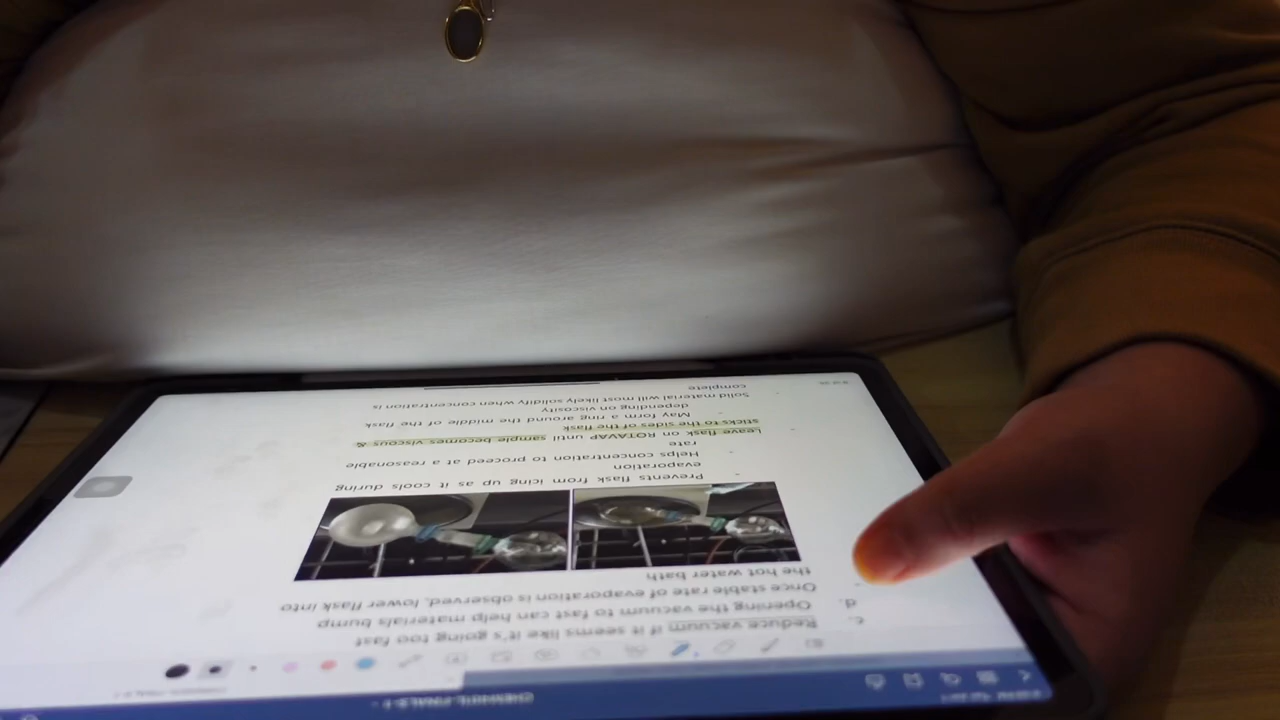 c. Reduce vacuum if it seems like it's going too fast
Opening the vacuum to fast can help materials bump
d. Once stable rate of evaporation is observed, lower flask into
the hot water bath
Prevents flask from icing up as it cools during
evaporation
Helps concentration to proceed at a reasonable
rate
Leave flask on ROTAVAP until sample becomes viscous &
sticks to the sides of the flask
May form a ring around the middle of the flask
depending on viscosity
Solid material will most likely solidify when concentration is
complete